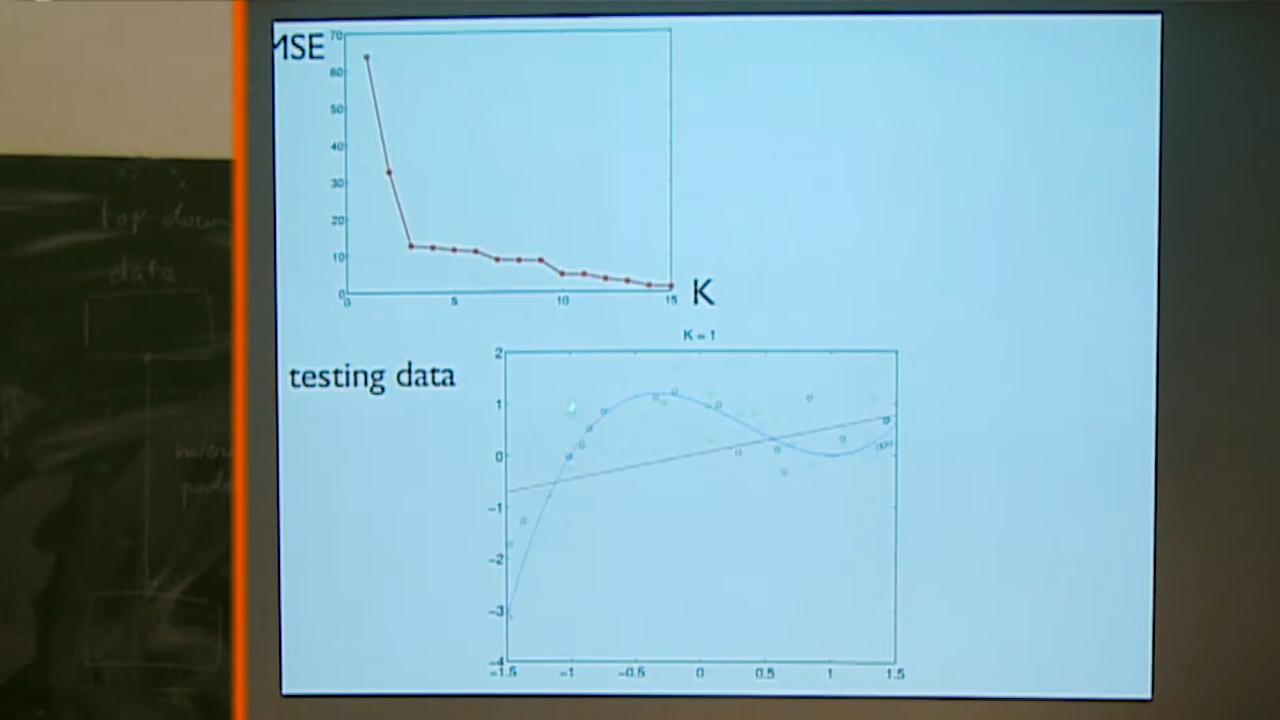 MSE
70
60
50
40
30
20
10
0
0 5 10 15
K
K = 1
testing data
2
1
0
-1
-2
-3
-4
-1.5 -1 -0.5 0 0.5 1 1.5
top down
data